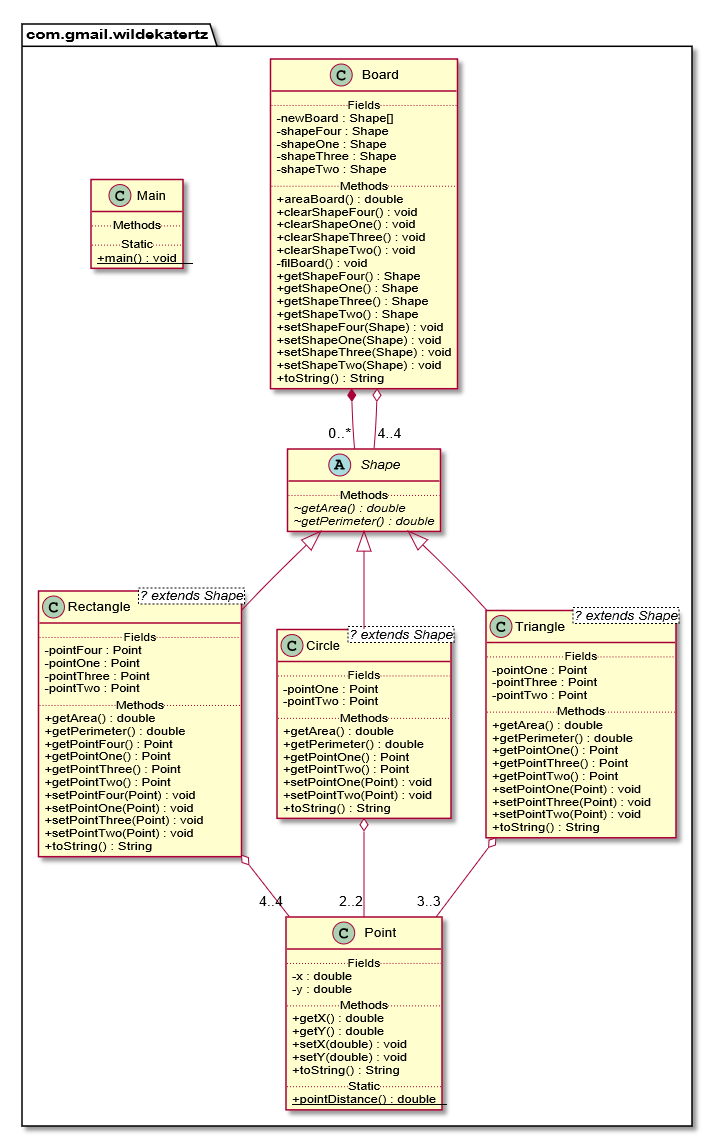 com.gmail.wildekatertz
C Board
Fields
-newBoard : Shape[]
-shapeFour : Shape
-shapeOne : Shape
-shapeThree : Shape
-shapeTwo : Shape
Methods
+areaBoard() : double
+clearShapeFour() : void
+clearShapeOne() : void
+clearShapeThree() : void
+clearShapeTwo() : void
-filBoard() : void
+getShapeFour() : Shape
+getShapeOne() : Shape
+getShapeThree() : Shape
+getShapeTwo() : Shape
+setShapeFour(Shape) : void
+setShapeOne(Shape) : void
+setShapeThree(Shape) : void
+setShapeTwo(Shape) : void
+toString() : String
C Main
Methods
Static
+main() : void
0..* 4..4
A Shape
Methods
~getArea() : double
~getPerimeter() : double
C Rectangle
? extends Shape
Fields
-pointFour : Point
-pointOne : Point
-pointThree : Point
-pointTwo : Point
Methods
+getArea() : double
+getPerimeter() : double
+getPointFour() : Point
+getPointOne() : Point
+getPointThree() : Point
+getPointTwo() : Point
+setPointFour(Point) : void
+setPointOne(Point) : void
+setPointThree(Point) : void
+setPointTwo(Point) : void
+toString() : String
C Circle
? extends Shape
Fields
-pointOne : Point
-pointTwo : Point
Methods
+getArea() : double
+getPerimeter() : double
+getPointOne() : Point
+getPointTwo() : Point
+setPointOne(Point) : void
+setPointTwo(Point) : void
+toString() : String
C Triangle
? extends Shape
Fields
-pointOne : Point
-pointThree : Point
-pointTwo : Point
Methods
+getArea() : double
+getPerimeter() : double
+getPointOne() : Point
+getPointThree() : Point
+getPointTwo() : Point
+setPointOne(Point) : void
+setPointThree(Point) : void
+setPointTwo(Point) : void
+toString() : String
4..4 2..2 3..3
C Point
Fields
-x : double
-y : double
Methods
+getX() : double
+getY() : double
+setX(double) : void
+setY(double) : void
+toString() : String
Static
+pointDistance() : double